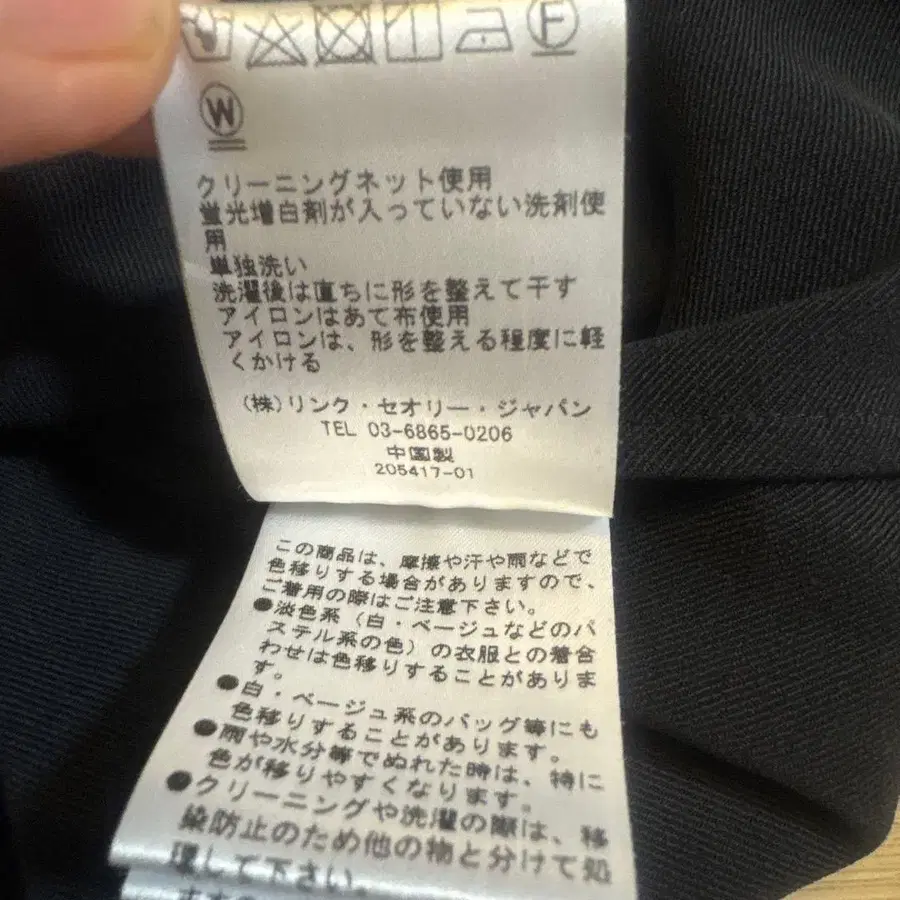 F
W
クリーニングネット使用
蛍光増白剤が入っていない洗剤使
用
単独洗い
洗濯後は直ちに形を整えて干す
アイロンはあて布使用
アイロンは、形を整える程度に軽
くかける
(株)リンク・セオリー・ジャパン
TEL 03-6865-0206
中国製
205417-01
この商品は、摩擦や汗や雨などで
色移りする場合がありますので、
ご着用の際はご注意下さい。
●淡色系(白・ベージュなどのパ
ステル系の色)の衣服との着合
わせは色移りすることがありま
す。
●白・ベージュ系のバッグ等にも
色移りすることがあります。
●雨や水分等でぬれた時は、特に
色が移りやすくなります。
●クリーニングや洗濯の際は、移
染防止のため他の物と分けて処
理して下さい。